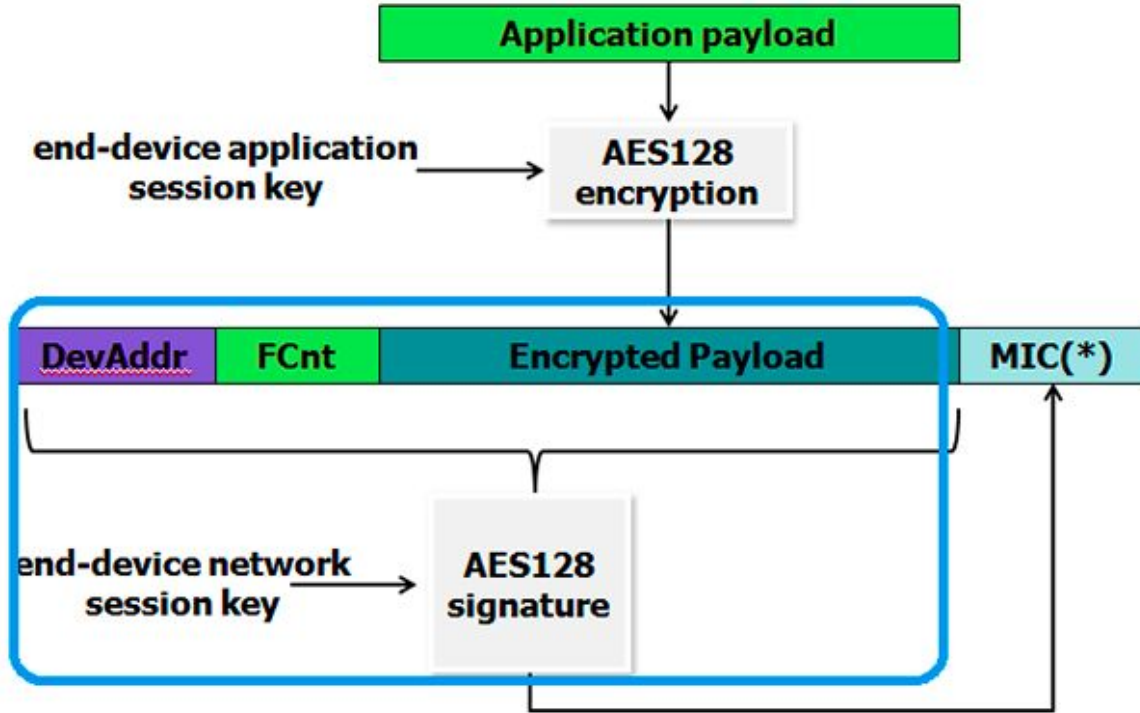 Application payload
end-device application
session key
AES128
encryption
DevAddr
FCnt
Encrypted Payload
MIC(*)
end-device network
session key
AES128
signature